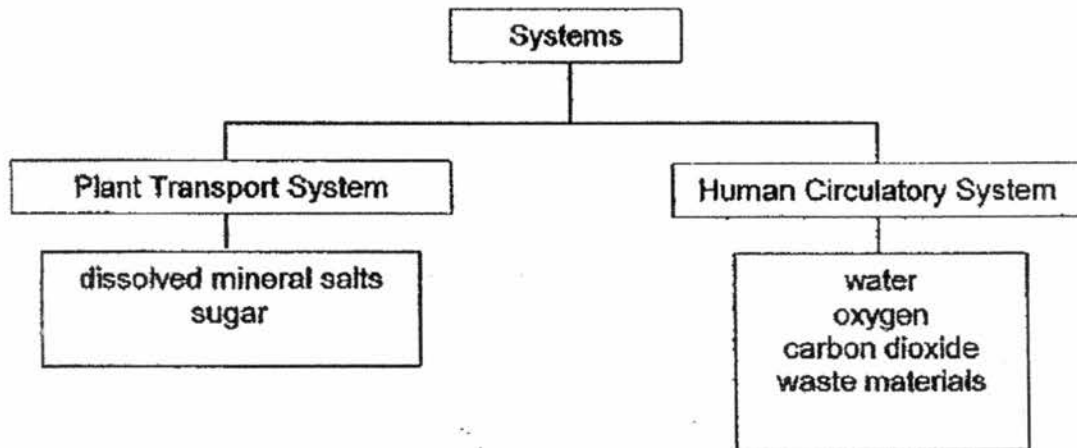 Systems
Plant Transport System
Human Circulatory System
dissolved mineral salts
sugar
water
oxygen
carbon dioxide
waste materials